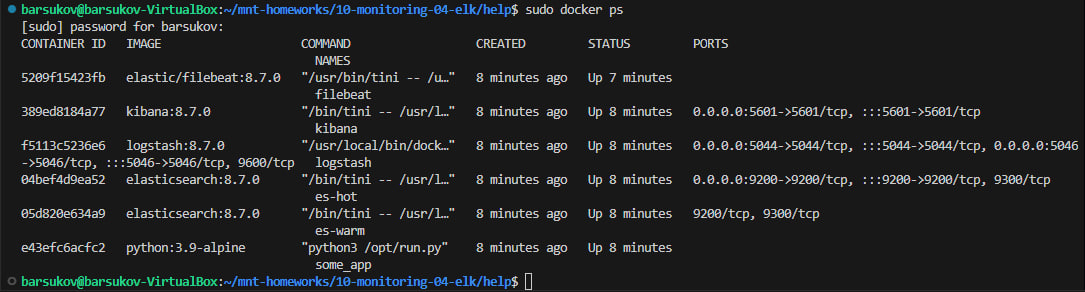 barsukov@barsukov-VirtualBox:~/mnt-homeworks/10-monitoring-04-elk/help$ sudo docker ps
[sudo] password for barsukov:
CONTAINER ID   IMAGE                    COMMAND                  CREATED         STATUS         PORTS
                                          NAMES
5209f15423fb   elastic/filebeat:8.7.0   "/usr/bin/tini -- /u…"   8 minutes ago   Up 7 minutes
                                          filebeat
389ed8184a77   kibana:8.7.0             "/bin/tini -- /usr/l…"   8 minutes ago   Up 8 minutes   0.0.0.0:5601->5601/tcp, :::5601->5601/tcp
                                          kibana
f5113c5236e6   logstash:8.7.0           "/usr/local/bin/dock…"   8 minutes ago   Up 8 minutes   0.0.0.0:5044->5044/tcp, :::5044->5044/tcp, 0.0.0.0:5046
->5046/tcp, :::5046->5046/tcp, 9600/tcp   logstash
04bef4d9ea52   elasticsearch:8.7.0      "/bin/tini -- /usr/l…"   8 minutes ago   Up 8 minutes   0.0.0.0:9200->9200/tcp, :::9200->9200/tcp, 9300/tcp
                                          es-hot
05d820e634a9   elasticsearch:8.7.0      "/bin/tini -- /usr/l…"   8 minutes ago   Up 8 minutes   9200/tcp, 9300/tcp
                                          es-warm
e43efc6acfc2   python:3.9-alpine        "python3 /opt/run.py"    8 minutes ago   Up 8 minutes
                                          some_app
barsukov@barsukov-VirtualBox:~/mnt-homeworks/10-monitoring-04-elk/help$